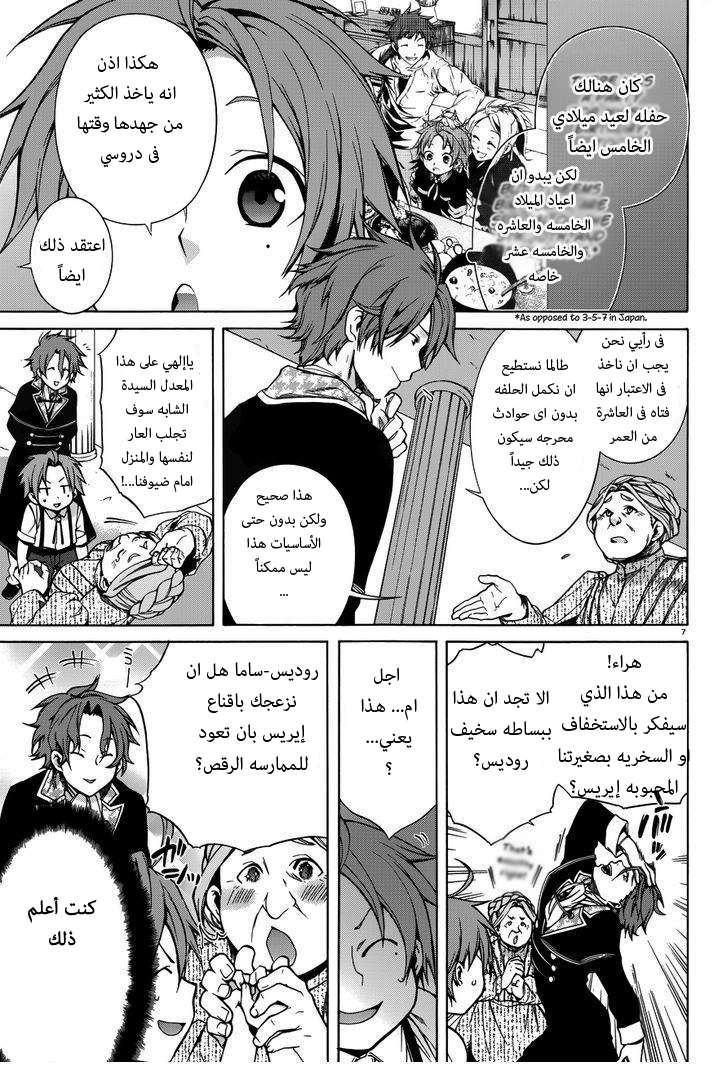 كان هنالك
حفله لعيد ميلادي
الخامس ايضاً
لكن يبدو ان
اعياد الميلاد
الخامسه والعاشره
والخامسه عشر
خاصه
*As opposed to 3-5-7 in Japan.
هكذا اذن
انه ياخذ الكثير
من جهدها وقتها
فى دروسي
اعتقد ذلك
ايضاً
فى رأيي نحن
يجب ان ناخذ
فى الاعتبار انها
فتاه فى العاشرة
من العمر
طالما نستطيع
ان نكمل الحلفه
بدون اى حوادث
محرجه سيكون
ذلك جيداً
لكن...
هذا صحيح
ولكن بدون حتى
الأساسيات هذا
ليس ممكناً
...
ياإلهي على هذا
المعدل السيدة
الشابه سوف
تجلب العار
لنفسها والمنزل
امام ضيوفنا...!
7
هراء!
من هذا الذي
سيفكر بالاستخفاف
و السخريه بصغيرتنا
المحبوبه إيريس؟
الا تجد ان هذا
ببساطه سخيف
روديس؟
That's
اجل
ام... هذا
يعني...
؟
روديس-ساما هل ان
نزعجك باقناع
إيريس بان تعود
للممارسه الرقص؟
كنت أعلم
ذلك